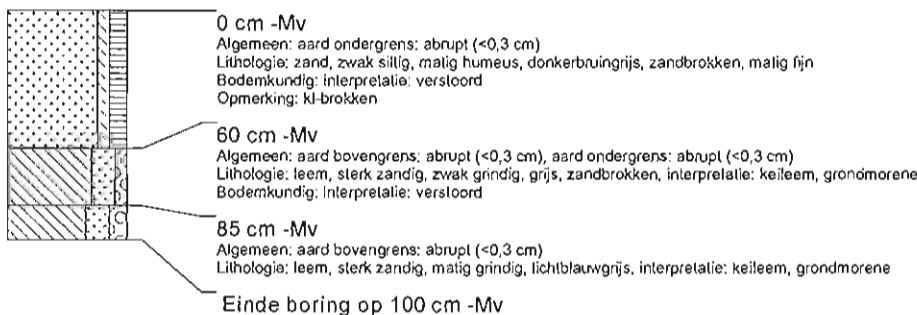 0 cm -Mv
Algemeen: aard ondergrens: abrupt (<0,3 cm)
Lithologie: zand, zwak siltig, matig humeus, donkerbruingrijs, zandbrokken, matig fijn
Bodemkundig: interpretatie: verstoord
Opmerking: kl-brokken
60 cm -Mv
Algemeen: aard bovengrens: abrupt (<0,3 cm), aard ondergrens: abrupt (<0,3 cm)
Lithologie: leem, sterk zandig, zwak grindig, grijs, zandbrokken, interpretatie: keileem, grondmorene
Bodemkundig: interpretatie: verstoord
85 cm -Mv
Algemeen: aard bovengrens: abrupt (<0,3 cm)
Lithologie: leem, sterk zandig, matig grindig, lichtblauwgrijs, interpretatie: keileem, grondmorene
Einde boring op 100 cm -Mv